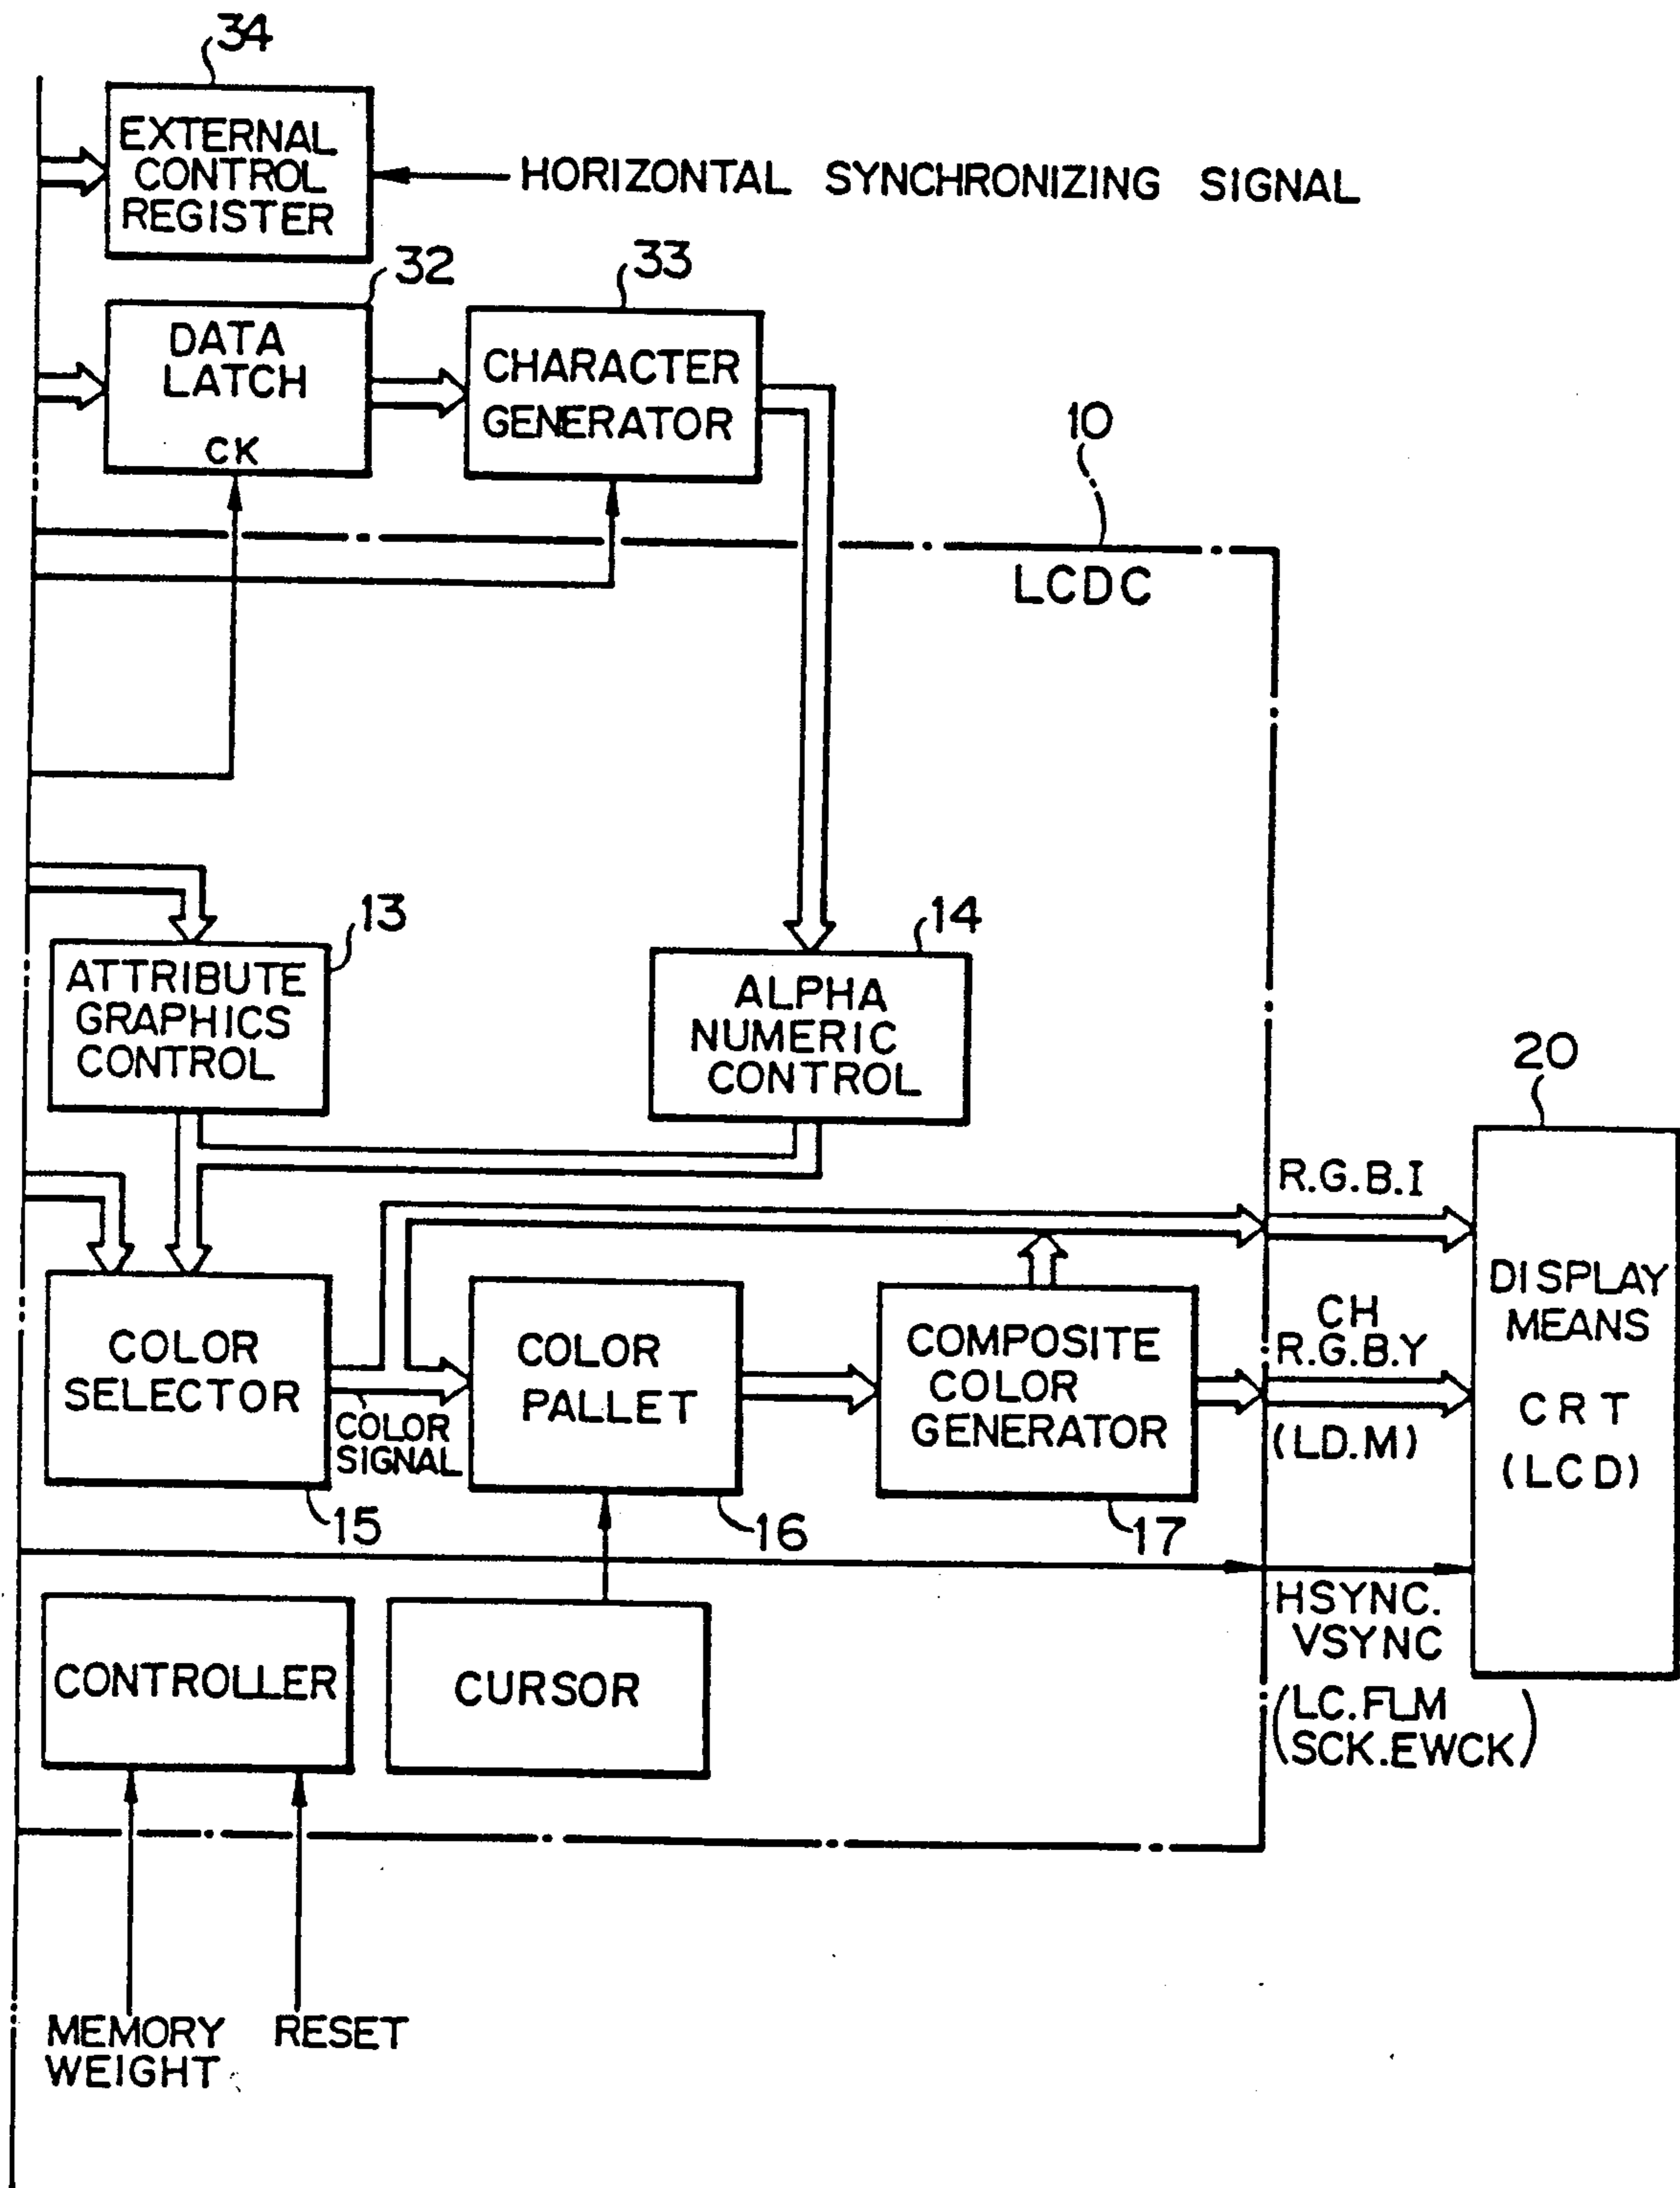 34
EXTERNAL
CONTROL
REGISTER
HORIZONTAL SYNCHRONIZING SIGNAL
32
DATA
LATCH
CK
33
CHARACTER
GENERATOR
10
LCDC
13
ATTRIBUTE
GRAPHICS
CONTROL
14
ALPHA
NUMERIC
CONTROL
20
R.G.B.I
DISPLAY
MEANS
CRT
(LCD)
CH
R.G.B.Y
(LD.M)
COLOR
SELECTOR
15
COLOR
SIGNAL
COLOR
PALLET
16
COMPOSITE
COLOR
GENERATOR
17
HSYNC.
VSYNC
(LC.FLM
SCK.EWCK)
CONTROLLER
CURSOR
MEMORY
WEIGHT
RESET